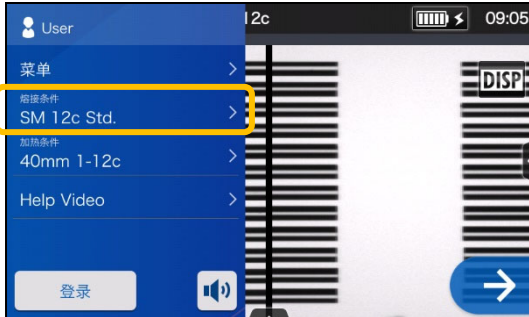 User
12c
09:05
菜单
DISP
熔接条件
SM 12c Std.
加热条件
40mm 1-12c
Help Video
登录